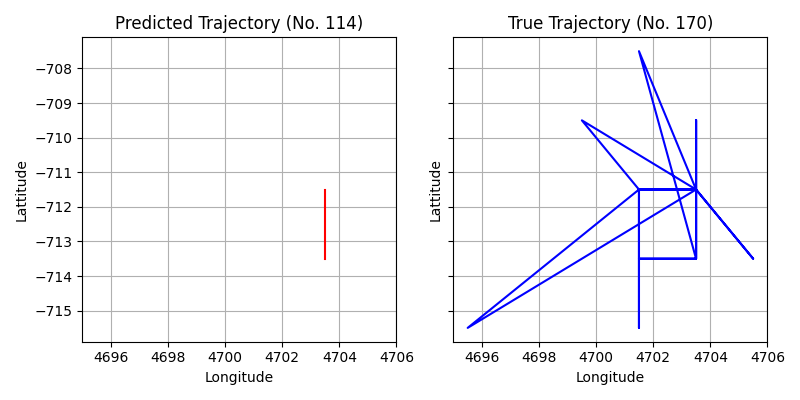 Predicted Trajectory (No. 114)
True Trajectory (No. 170)
−708
−709
−710
−711
−712
−713
−714
−715
Lattitude
Lattitude
4696 4698 4700 4702 4704 4706
4696 4698 4700 4702 4704 4706
Longitude
Longitude